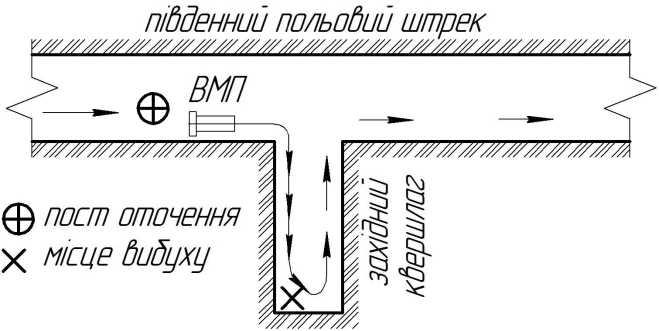 південний польовий штрек
ВМП
західний
квершлаг
пост оточення
місце вибуху